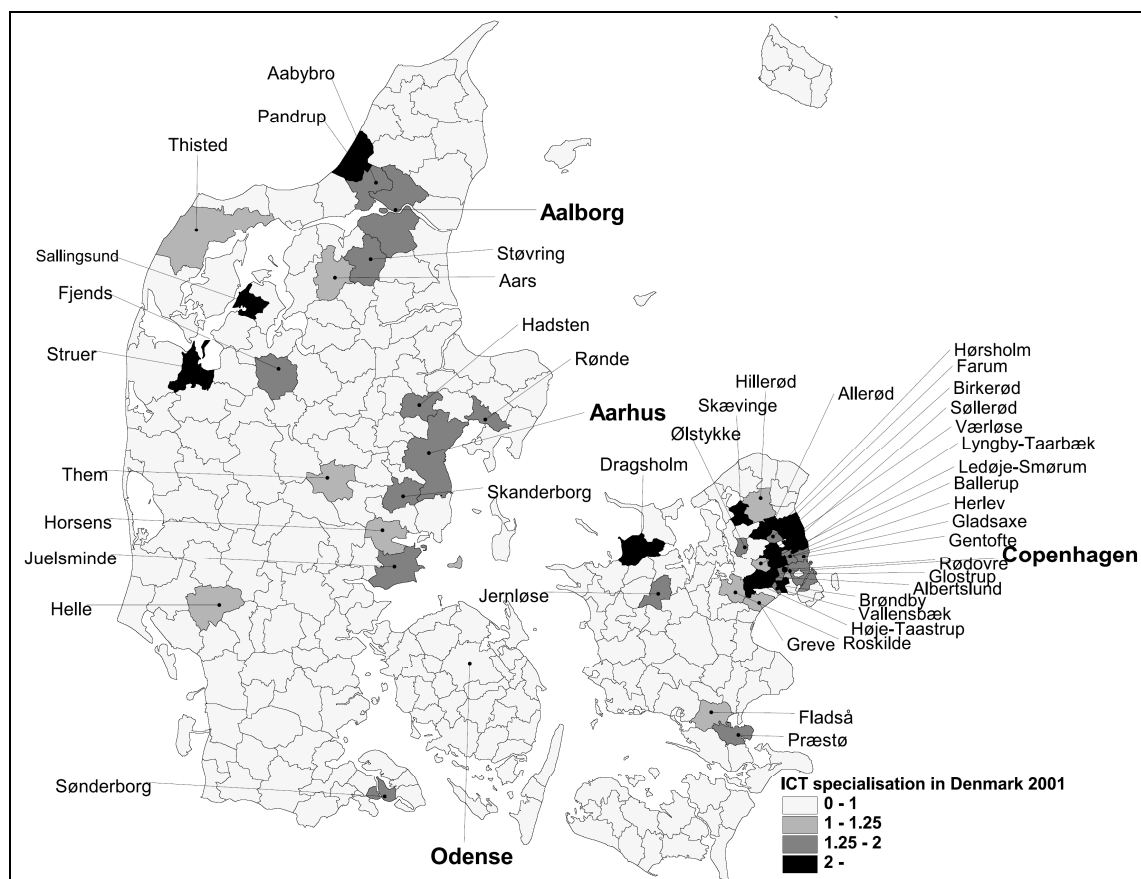 Aabybro
Pandrup
Thisted
Aalborg
Støvring
Aars
Sallingsund
Fjends
Struer
Hadsten
Rønde
Aarhus
Them
Skanderborg
Horsens
Juelsminde
Helle
Jernløse
Dragsholm
Ølstykke
Skævinge
Hillerød
Allerød
Hørsholm
Farum
Birkerød
Søllerød
Værløse
Lyngby-Taarbæk
Ledøje-Smørum
Ballerup
Herlev
Gladsaxe
Gentofte
Copenhagen
Rødovre
Glostrup
Albertslund
Brøndby
Vallensbæk
Høje-Taastrup
Roskilde
Greve
Fladså
Præstø
Sønderborg
Odense
ICT specialisation in Denmark 2001
0 - 1
1 - 1.25
1.25 - 2
2 -